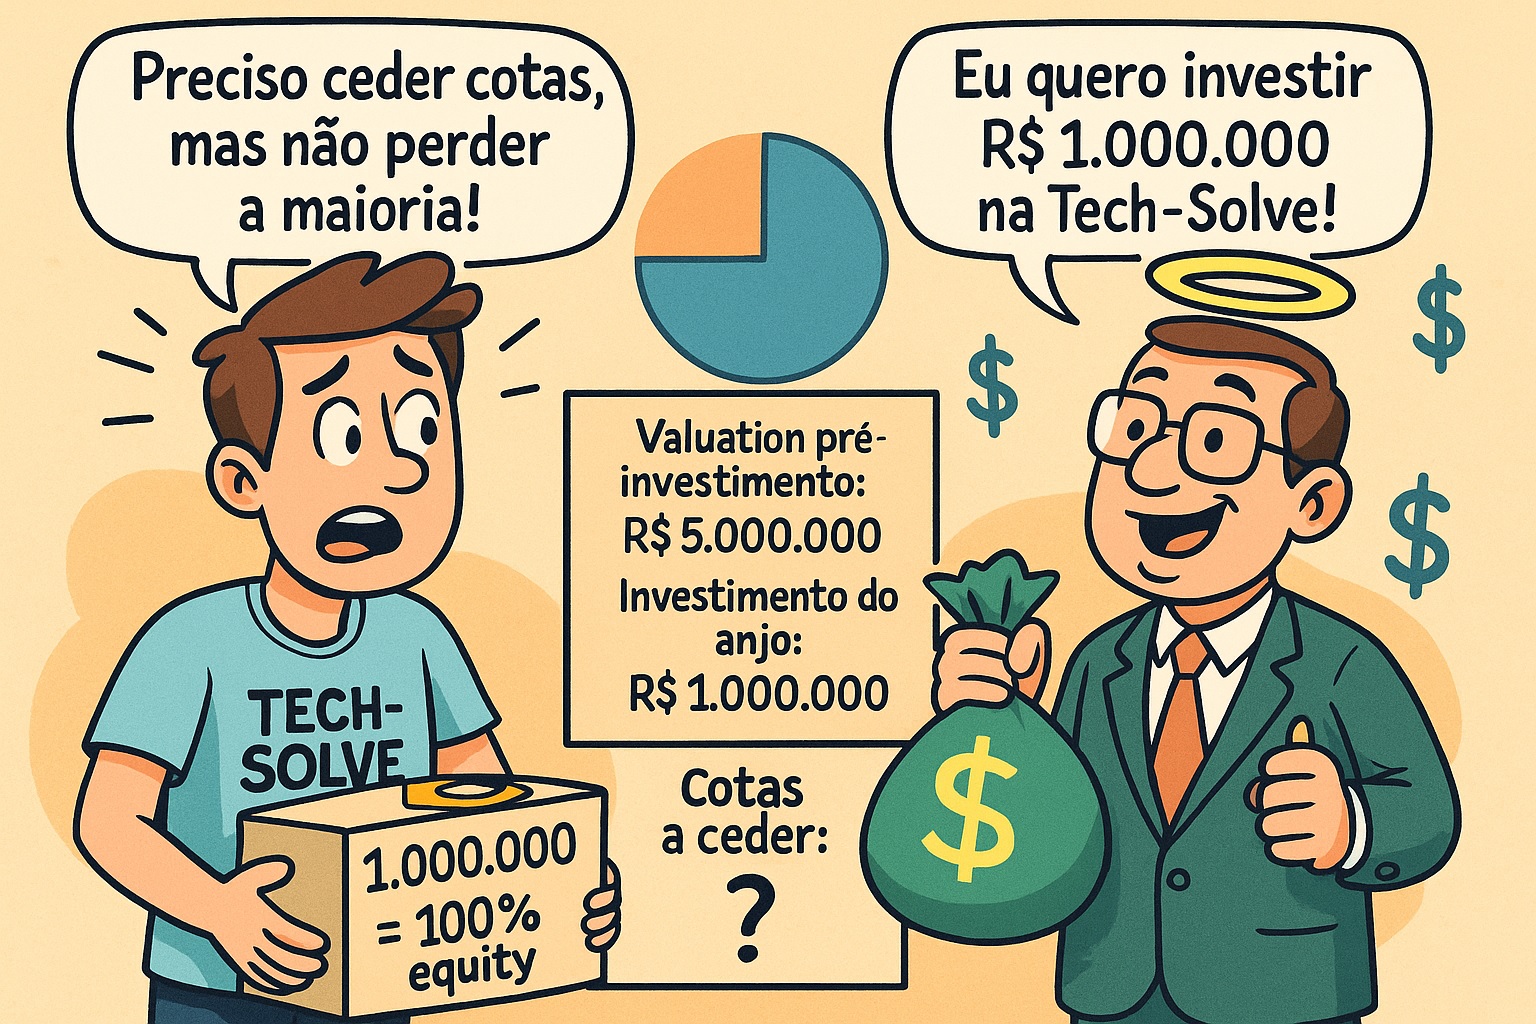 Preciso ceder cotas,
mas não perder
a maioria!
Eu quero investir
R$ 1.000.000
na Tech-Solve!
Valuation pré-
investimento:
R$ 5.000.000
Investimento do
anjo:
R$ 1.000.000
Cotas
a ceder:
?
TECH-
SOLVE
1.000.000
= 100%
equity
$
$
$
$